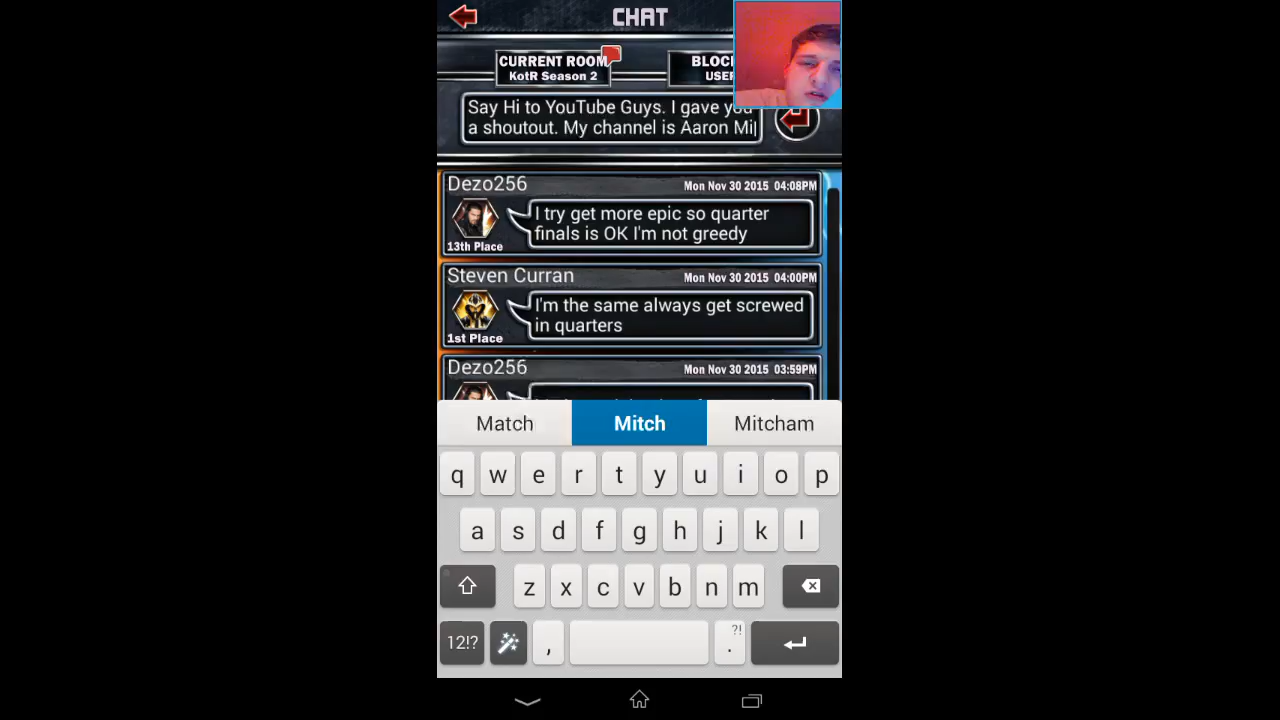 CHAT
CURRENT ROOM
KotR Season 2
Say Hi to YouTube Guys. I gave you
a shoutout. My channel is Aaron Mi
Dezo256
Mon Nov 30 2015 04:08PM
I try get more epic so quarter
finals is OK I'm not greedy
13th Place
Steven Curran
Mon Nov 30 2015 04:00PM
I'm the same always get screwed
in quarters
1st Place
Dezo256
Mon Nov 30 2015 03:59PM
Match Mitch Mitcham
q w e r t y u i o p
a s d f g h j k l
z x c v b n m
12!? , . ?!